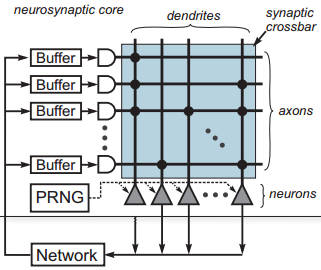 neurosynaptic core
dendrites
synaptic
crossbar
Buffer
Buffer
Buffer
axons
Buffer
PRNG
neurons
Network